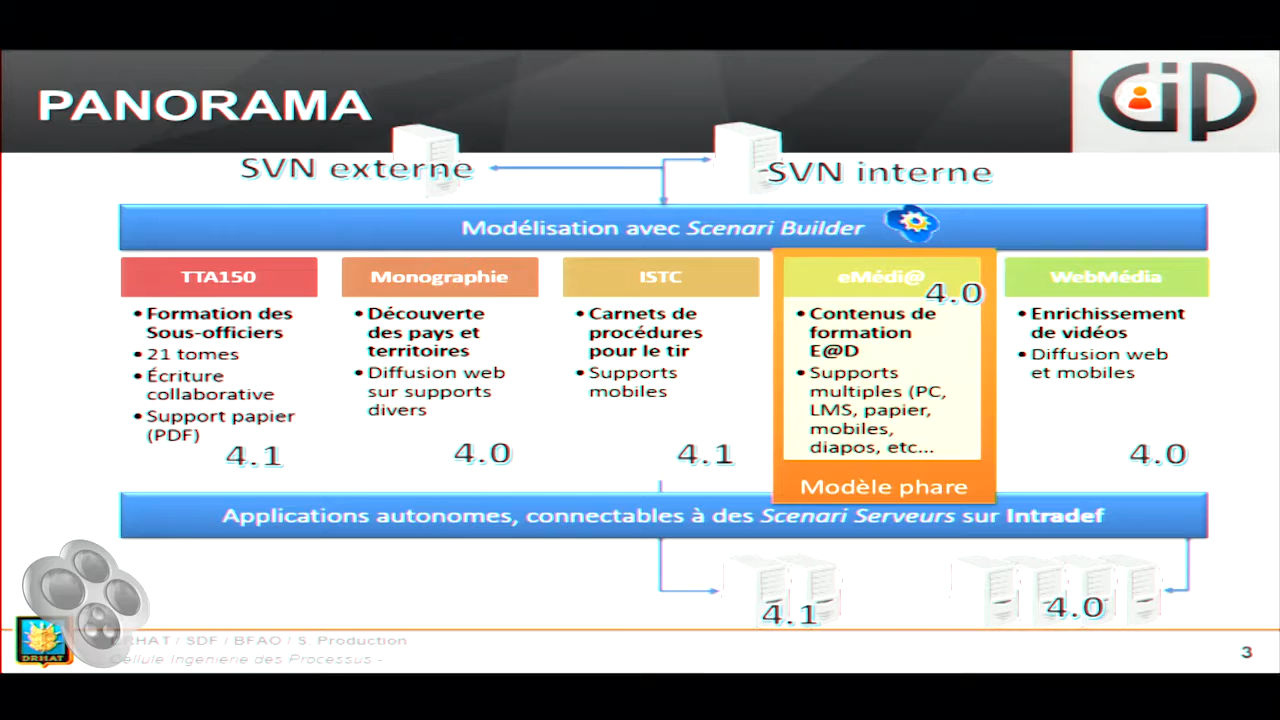 PANORAMA
CIP
SVN externe
SVN interne
Modélisation avec Scenari Builder
TTA150
• Formation des
Sous-officiers
• 21 tomes
• Écriture
collaborative
• Support papier
(PDF)
4.1
Monographie
• Découverte
des pays et
territoires
• Diffusion web
sur supports
divers
4.0
ISTC
• Carnets de
procédures
pour le tir
• Supports
mobiles
4.1
eMédi@
4.0
• Contenus de
formation
E@D
• Supports
multiples (PC,
LMS, papier,
mobiles,
diapos, etc...
Modèle phare
WebMédia
• Enrichissement
de vidéos
• Diffusion web
et mobiles
4.0
Applications autonomes, connectables à des Scenari Serveurs sur Intradef
4.1
4.0
DRHAT
DRHAT / SDF / BFAO / S. Production
Cellule Ingénierie des Processus -
3